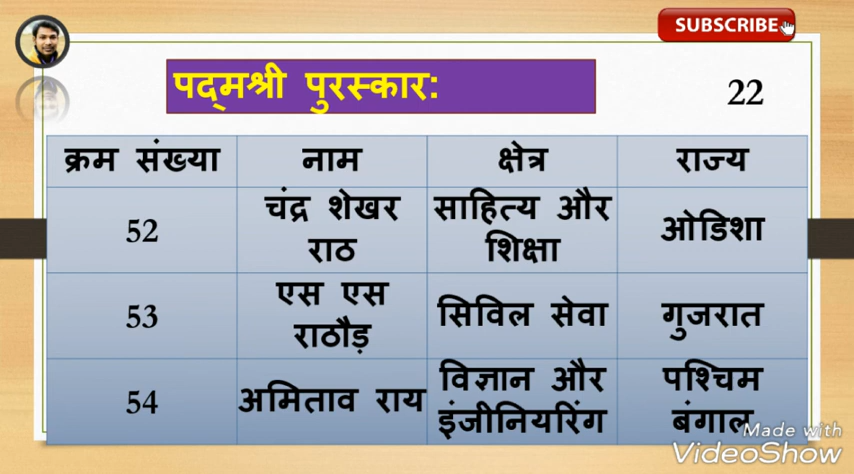 SUBSCRIBE
पद्मश्री पुरस्कार:
22
क्रम संख्या नाम क्षेत्र राज्य
52 चंद्र शेखर राठ साहित्य और शिक्षा ओडिशा
53 एस एस राठौड़ सिविल सेवा गुजरात
54 अमिताव राय विज्ञान और इंजीनियरिंग पश्चिम बंगाल
Made with
VideoShow